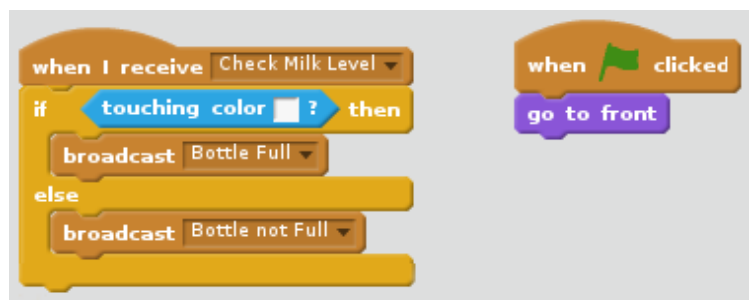 when I receive Check Milk Level
if touching color ? then
broadcast Bottle Full
else
broadcast Bottle not Full
when clicked
go to front